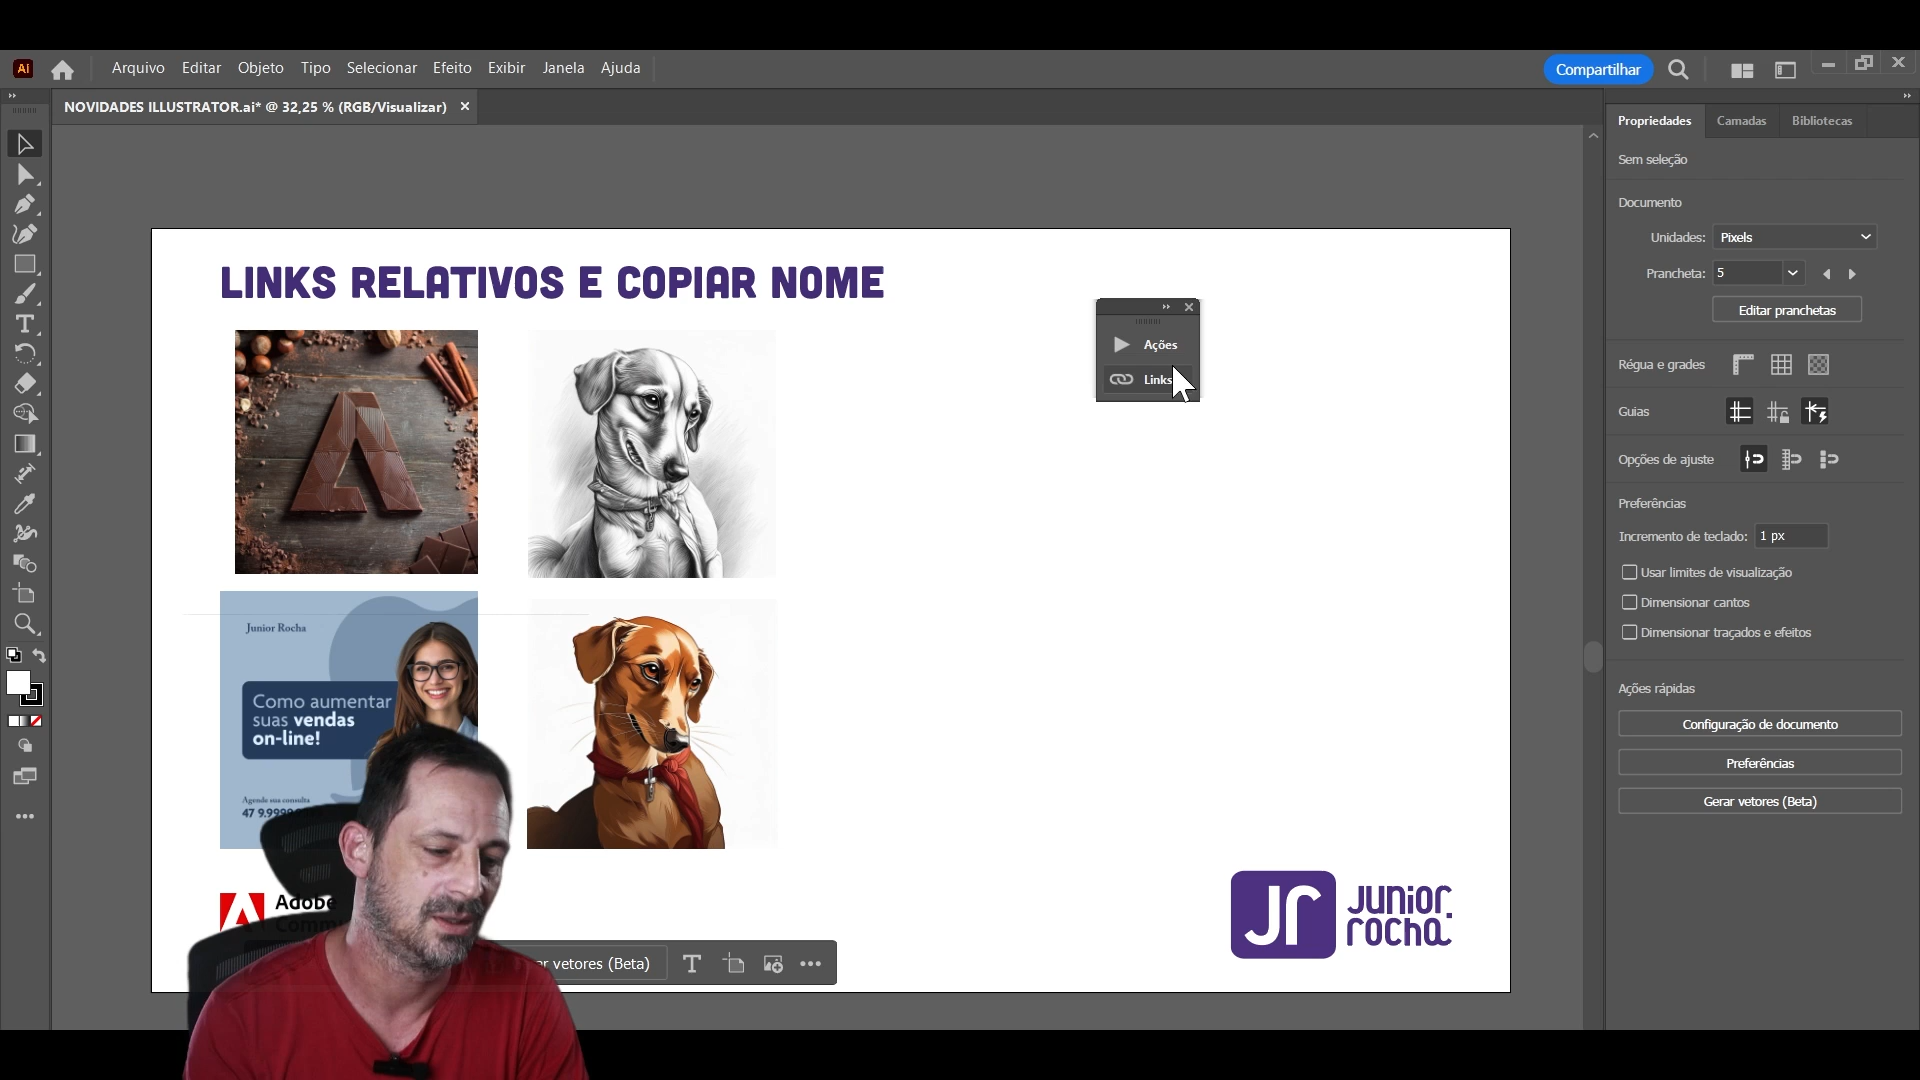 Ai
Arquivo Editar Objeto Tipo Selecionar Efeito Exibir Janela Ajuda
Compartilhar
NOVIDADES ILLUSTRATOR.ai* @ 32,25 % (RGB/Visualizar)
LINKS RELATIVOS E COPIAR NOME
Ações
Links
Junior Rocha
Como aumentar
suas vendas
on-line!
Agende sua consulta
47 9.9999
Adobe
Comm
Gerar vetores (Beta)
JR JUNIOR.
ROCHA
Propriedades Camadas Bibliotecas
Sem seleção
Documento
Unidades: Pixels
Prancheta: 5
Editar pranchetas
Régua e grades
Guias
Opções de ajuste
Preferências
Incremento de teclado: 1 px
Usar limites de visualização
Dimensionar cantos
Dimensionar traçados e efeitos
Ações rápidas
Configuração de documento
Preferências
Gerar vetores (Beta)